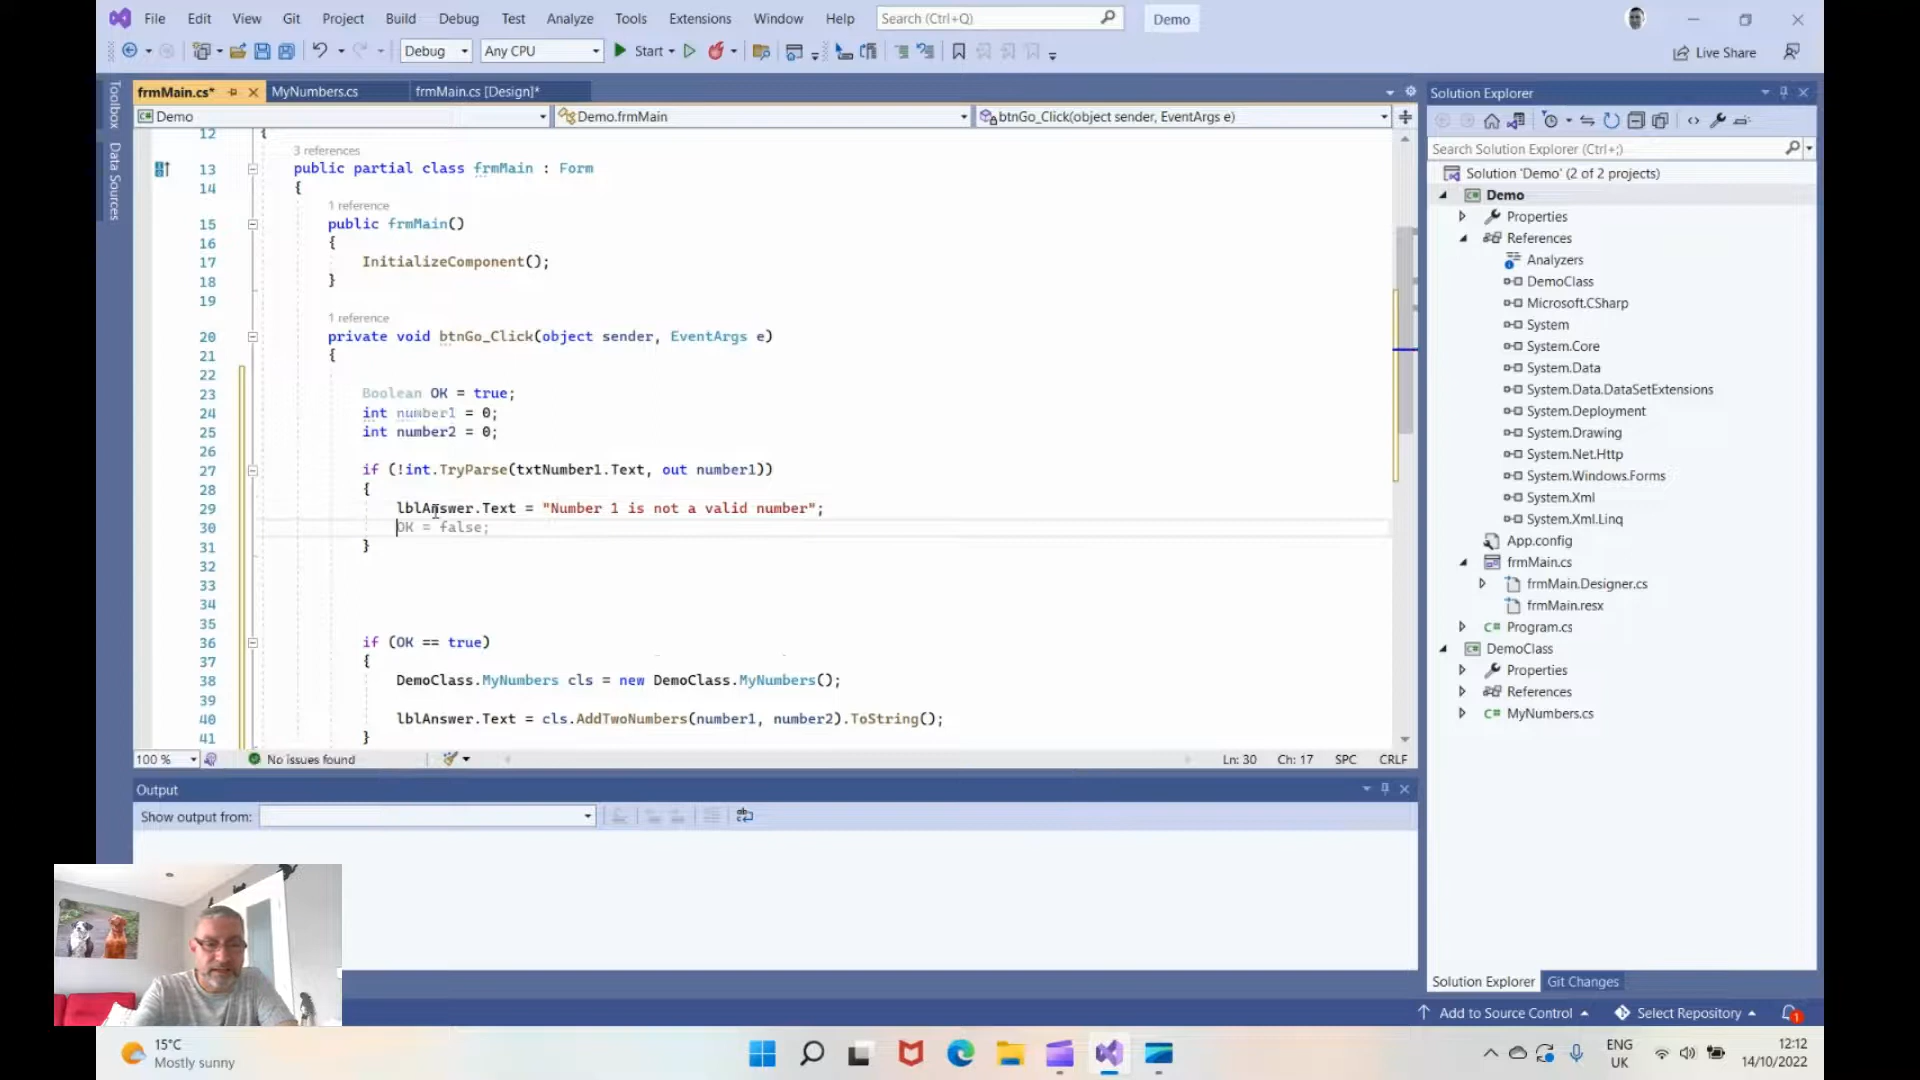 File Edit View Git Project Build Debug Test Analyze Tools Extensions Window Help Search (Ctrl+Q) Demo
Debug Any CPU Start Live Share
Toolbox
Data Sources
frmMain.cs* MyNumbers.cs frmMain.cs [Design]*
Demo Demo.frmMain btnGo_Click(object sender, EventArgs e)
12 {
3 references
13 public partial class frmMain : Form
14 {
1 reference
15 public frmMain()
16 {
17 InitializeComponent();
18 }
19
1 reference
20 private void btnGo_Click(object sender, EventArgs e)
21 {
22
23 Boolean OK = true;
24 int number1 = 0;
25 int number2 = 0;
26
27 if (!int.TryParse(txtNumber1.Text, out number1))
28 {
29 lblAnswer.Text = "Number 1 is not a valid number";
30 OK = false;
31 }
32
33
34
35
36 if (OK == true)
37 {
38 DemoClass.MyNumbers cls = new DemoClass.MyNumbers();
39
40 lblAnswer.Text = cls.AddTwoNumbers(number1, number2).ToString();
41 }
100 % No issues found Ln: 30 Ch: 17 SPC CRLF
Output
Show output from:
Solution Explorer
Search Solution Explorer (Ctrl+;)
Solution 'Demo' (2 of 2 projects)
Demo
Properties
References
Analyzers
DemoClass
Microsoft.CSharp
System
System.Core
System.Data
System.Data.DataSetExtensions
System.Deployment
System.Drawing
System.Net.Http
System.Windows.Forms
System.Xml
System.Xml.Linq
App.config
frmMain.cs
frmMain.Designer.cs
frmMain.resx
C# Program.cs
DemoClass
Properties
References
C# MyNumbers.cs
Solution Explorer Git Changes
Add to Source Control Select Repository 1
15°C
Mostly sunny
ENG
UK
12:12
14/10/2022